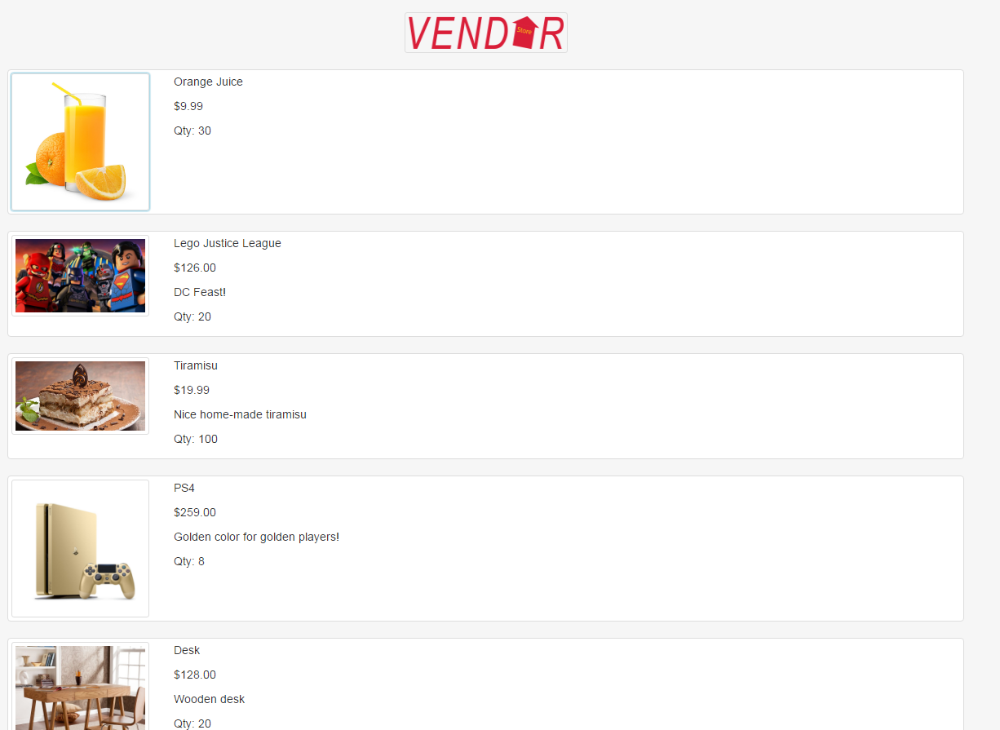 VENDOR
Store
Orange Juice
$9.99
Qty: 30
Lego Justice League
$126.00
DC Feast!
Qty: 20
Tiramisu
$19.99
Nice home-made tiramisu
Qty: 100
PS4
$259.00
Golden color for golden players!
Qty: 8
Desk
$128.00
Wooden desk
Qty: 20